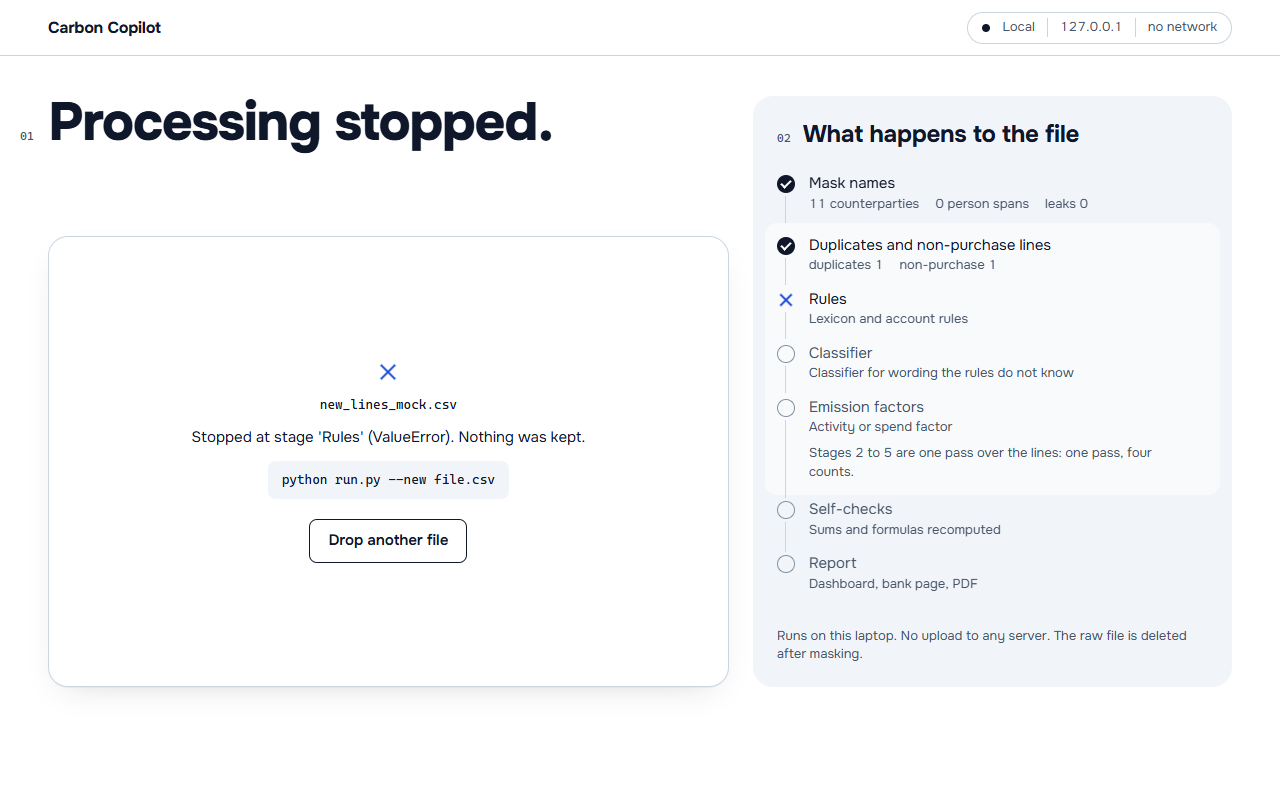 Carbon Copilot
Local
127.0.0.1
no network
01
Processing stopped.
new_lines_mock.csv
Stopped at stage 'Rules' (ValueError). Nothing was kept.
python run.py --new file.csv
Drop another file
02
What happens to the file
Mask names
11 counterparties
0 person spans
leaks 0
Duplicates and non-purchase lines
duplicates 1
non-purchase 1
Rules
Lexicon and account rules
Classifier
Classifier for wording the rules do not know
Emission factors
Activity or spend factor
Stages 2 to 5 are one pass over the lines: one pass, four
counts.
Self-checks
Sums and formulas recomputed
Report
Dashboard, bank page, PDF
Runs on this laptop. No upload to any server. The raw file is deleted
after masking.